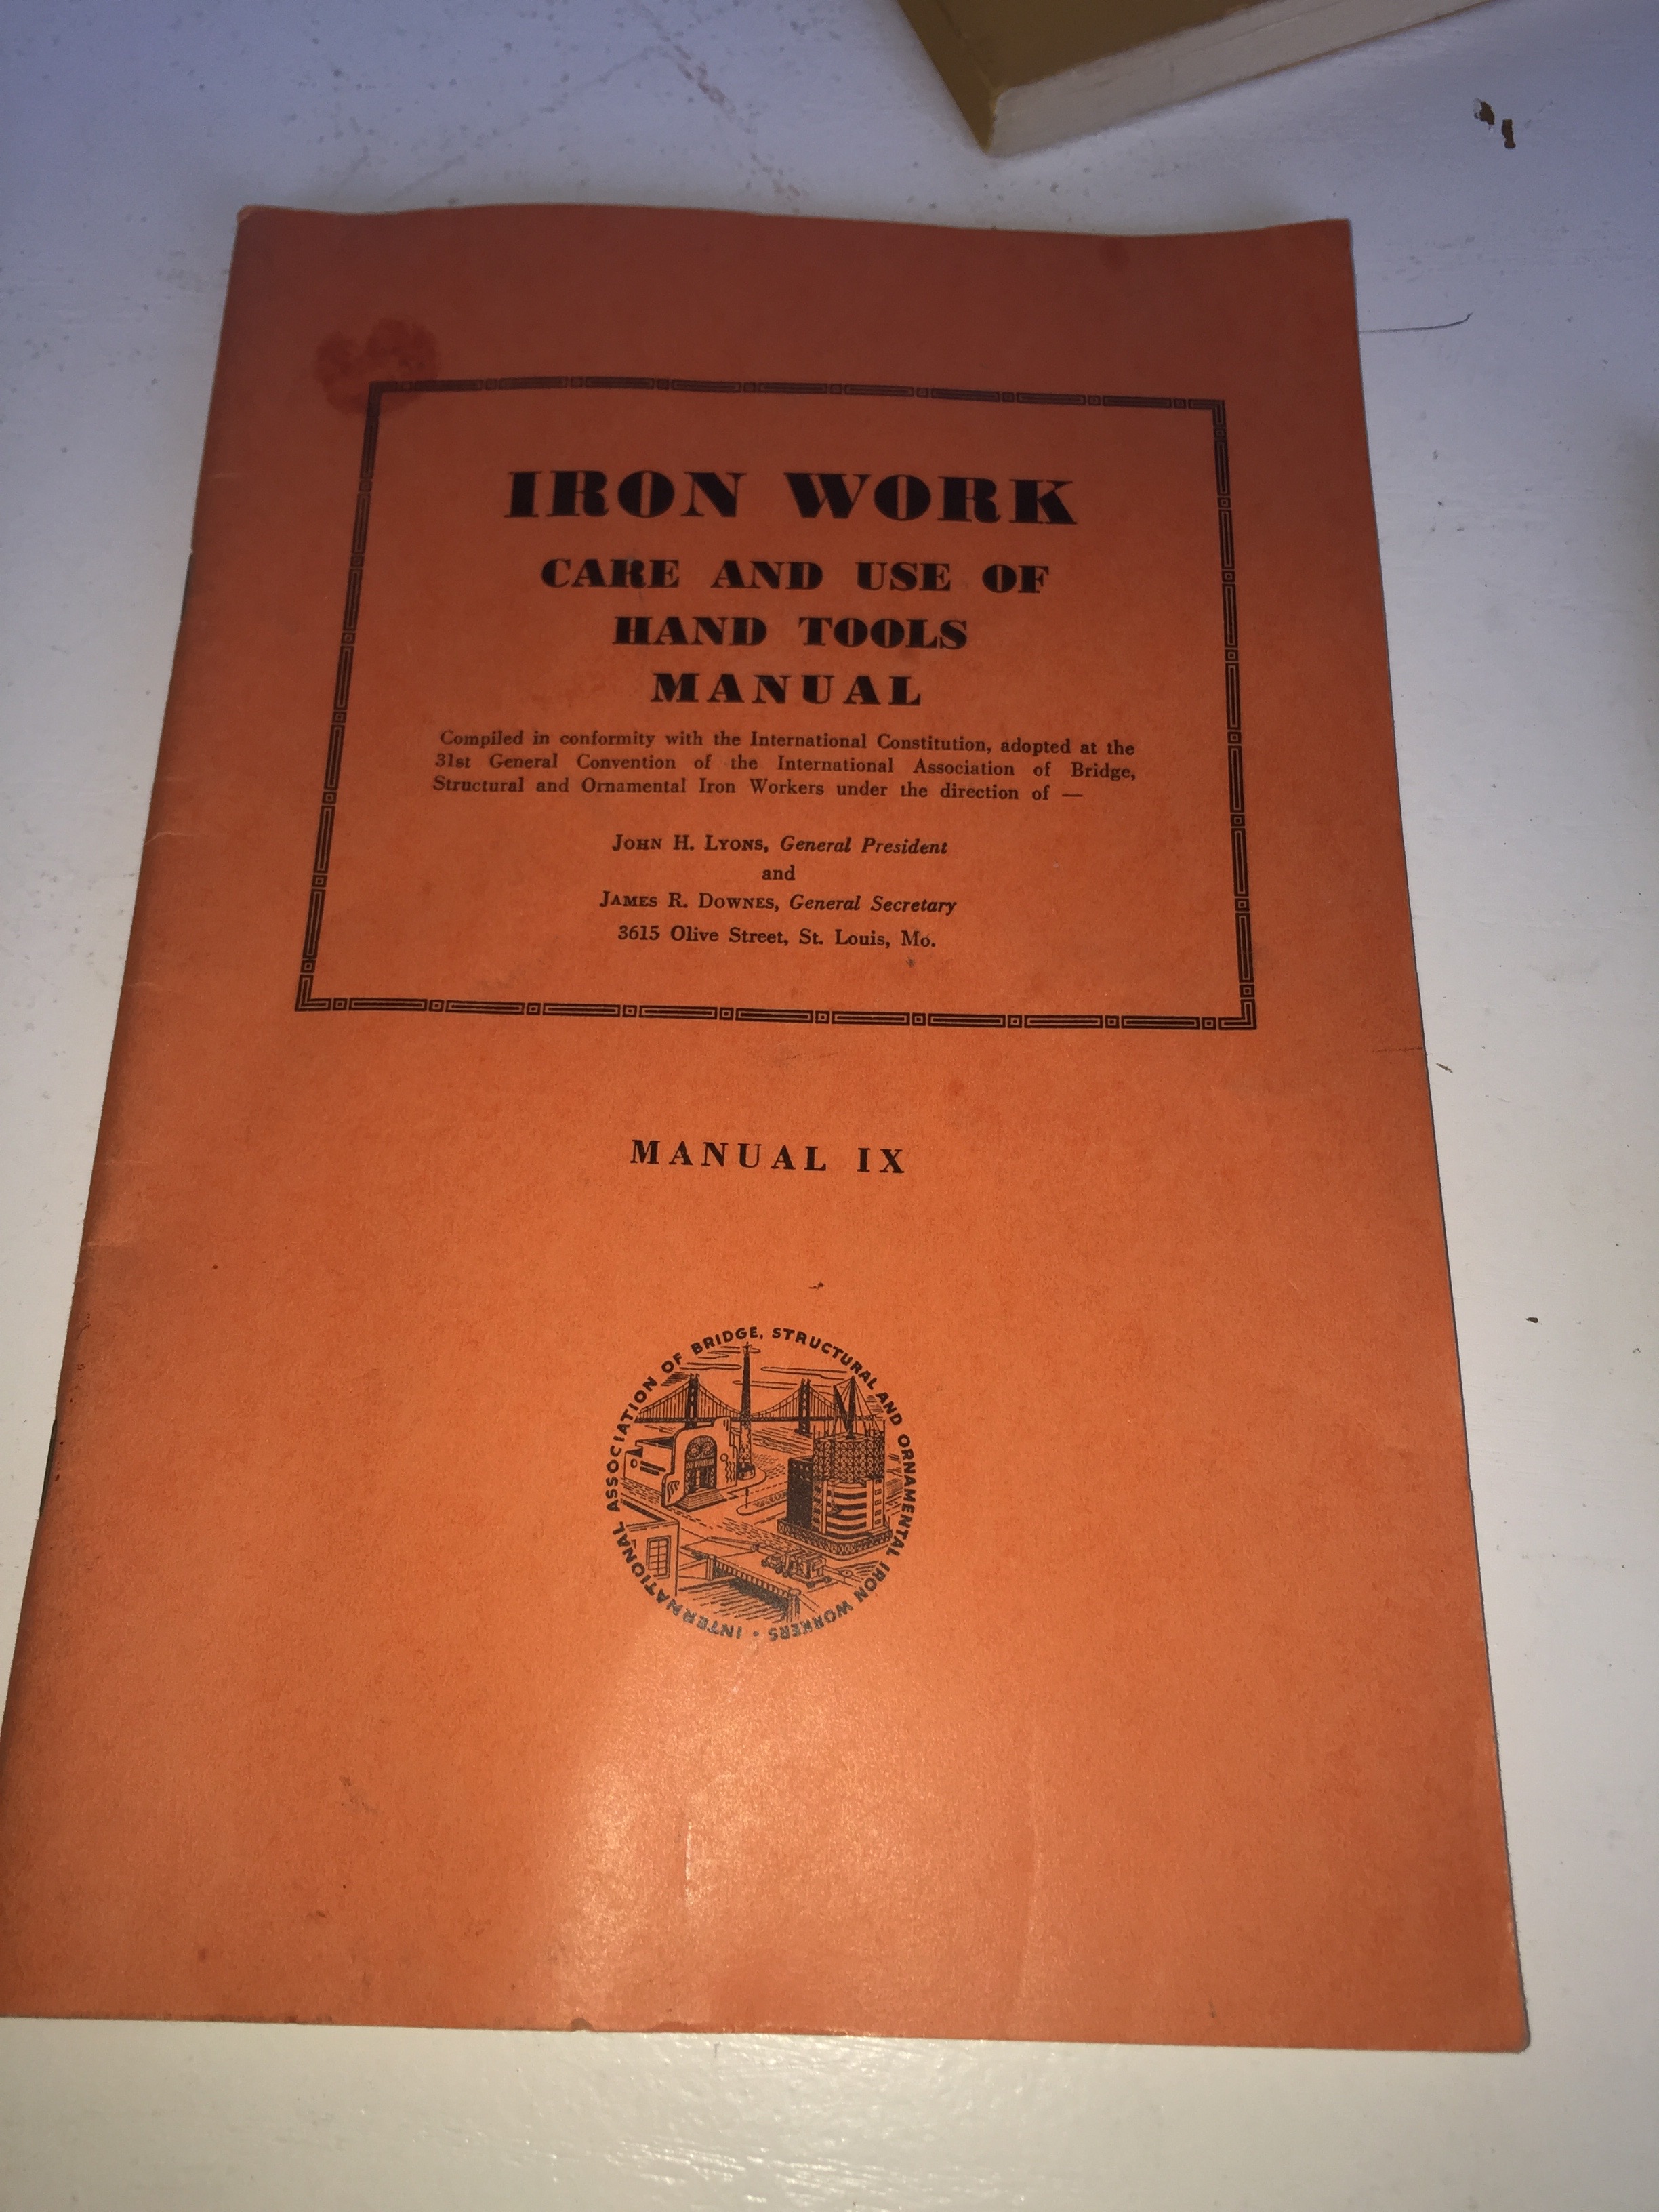 IRON WORK
CARE AND USE OF
HAND TOOLS
MANUAL
Compiled in conformity with the International Constitution, adopted at the
31st General Convention of the International Association of Bridge,
Structural and Ornamental Iron Workers under the direction of —
JOHN H. LYONS, General President
and
JAMES R. DOWNES, General Secretary
3615 Olive Street, St. Louis, Mo.
MANUAL IX
INTERNATIONAL ASSOCIATION OF BRIDGE, STRUCTURAL AND ORNAMENTAL IRON WORKERS •